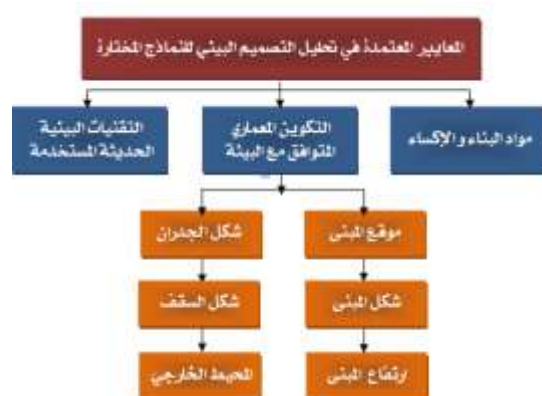 المعايير المعتمدة في تحليل التصميم البيئي للنماذج المختارة
مواد البناء و الإكساء
التكوين المعماري
المتوافق مع البيئة
التقنيات البيئية
الحديثة المستخدمة
موقع المبنى
شكل الجدران
شكل المبنى
شكل السقف
ارتفاع المبنى
المحيط الخارجي